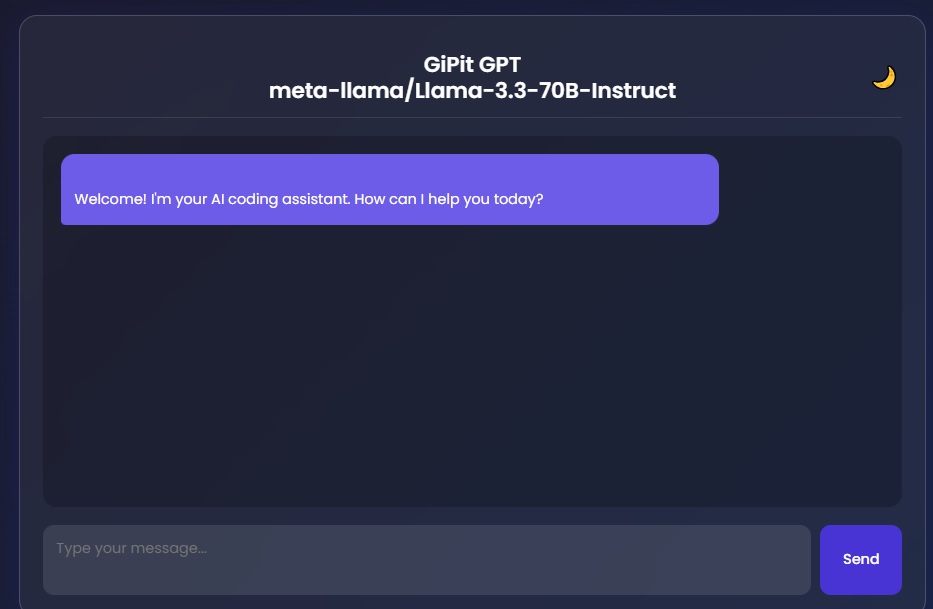 GiPit GPT
meta-llama/Llama-3.3-70B-Instruct
Welcome! I'm your AI coding assistant. How can I help you today?
Type your message...
Send